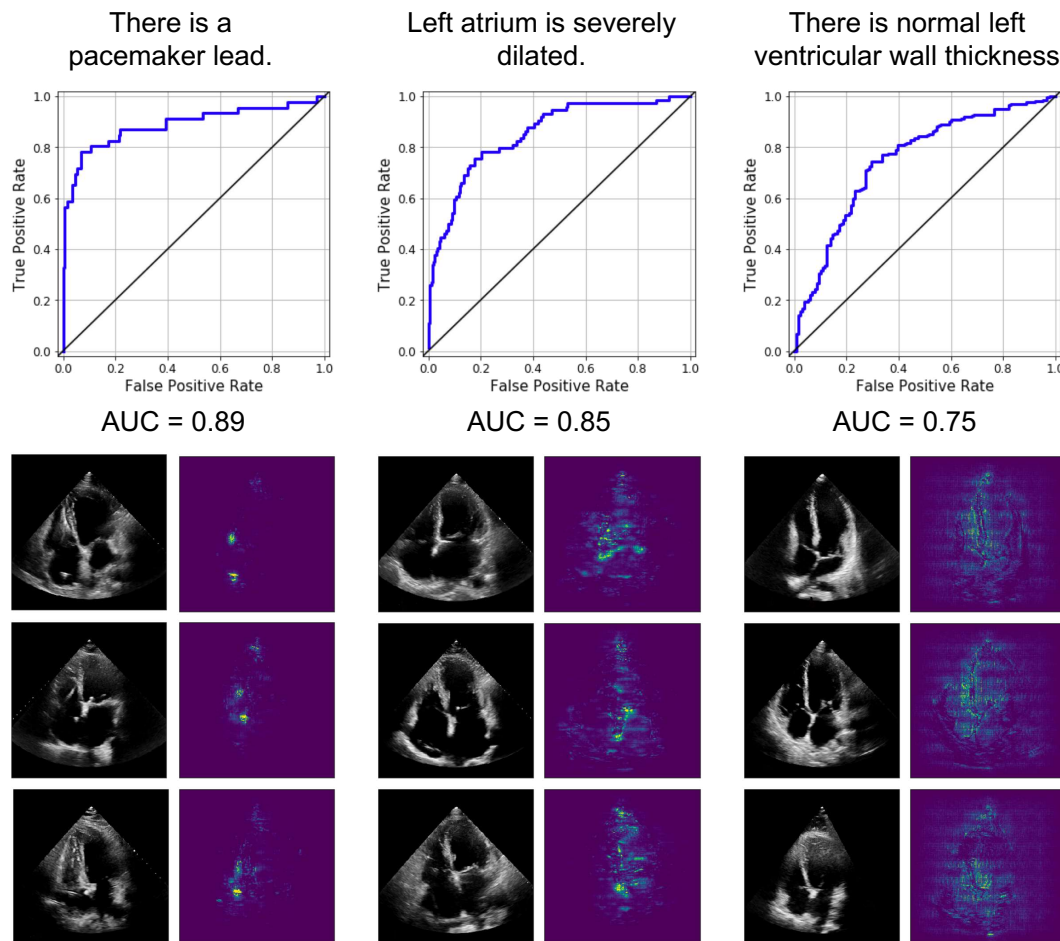 There is a
pacemaker lead.
Left atrium is severely
dilated.
There is normal left
ventricular wall thickness
1.0
0.8
0.6
0.4
0.2
0.0
True Positive Rate
0.0 0.2 0.4 0.6 0.8 1.0
False Positive Rate
1.0
0.8
0.6
0.4
0.2
0.0
True Positive Rate
0.0 0.2 0.4 0.6 0.8 1.0
False Positive Rate
1.0
0.8
0.6
0.4
0.2
0.0
True Positive Rate
0.0 0.2 0.4 0.6 0.8 1.0
False Positive Rate
AUC = 0.89
AUC = 0.85
AUC = 0.75